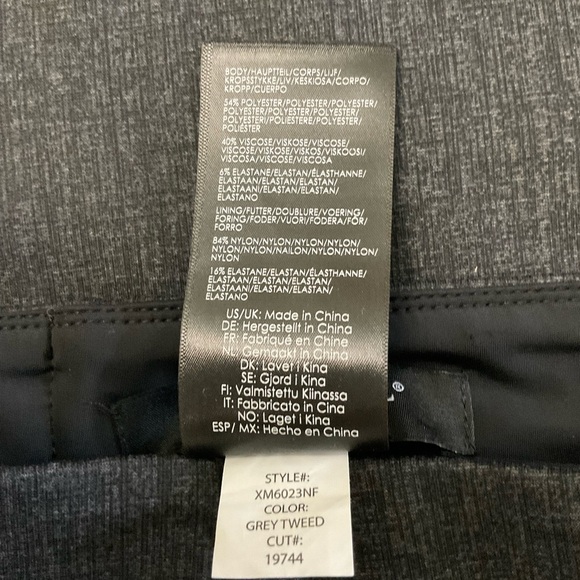 BODY/HAUPTTEIL/CORPS/LIJF/
KROPSSTYKKE/LIV/KESKIOSA/CORPO/
KROPP/CUERPO
54% POLYESTER/POLYESTER/POLYESTER/
POLYESTER/POLYESTER/POLYESTER/
POLYESTERI/POLIESTERE/POLYESTER/
POLIÉSTER
40% VISCOSE/VISKOSE/VISCOSE/
VISCOSE/VISKOSE/VISKOS/VISKOOSI/
VISCOSA/VISKOSE/VISCOSA
6% ELASTANE/ELASTAN/ÉLASTHANNE/
ELASTAAN/ELASTAN/ELASTAN/
ELASTAANI/ELASTAN/ELASTAN/
ELASTANO
LINING/FUTTER/DOUBLURE/VOERING/
FORING/FODER/VUORI/FODERA/FÔR/
FORRO
84% NYLON/NYLON/NYLON/NYLON/
NYLON/NYLON/NAILON/NYLON/NYLON/
NYLON
16% ELASTANE/ELASTAN/ÉLASTHANNE/
ELASTAAN/ELASTAN/ELASTAN/
ELASTAANI/ELASTAN/ELASTAN/
ELASTANO
US/UK: Made in China
DE: Hergestellt in China
FR: Fabriqué en Chine
NL: Gemaakt in China
DK: Lavet i Kina
SE: Gjord i Kina
FI: Valmistettu Kiinassa
IT: Fabbricato in Cina
NO: Laget i Kina
ESP/ MX: Hecho en China
®
STYLE#:
XM6023NF
COLOR:
GREY TWEED
CUT#:
19744